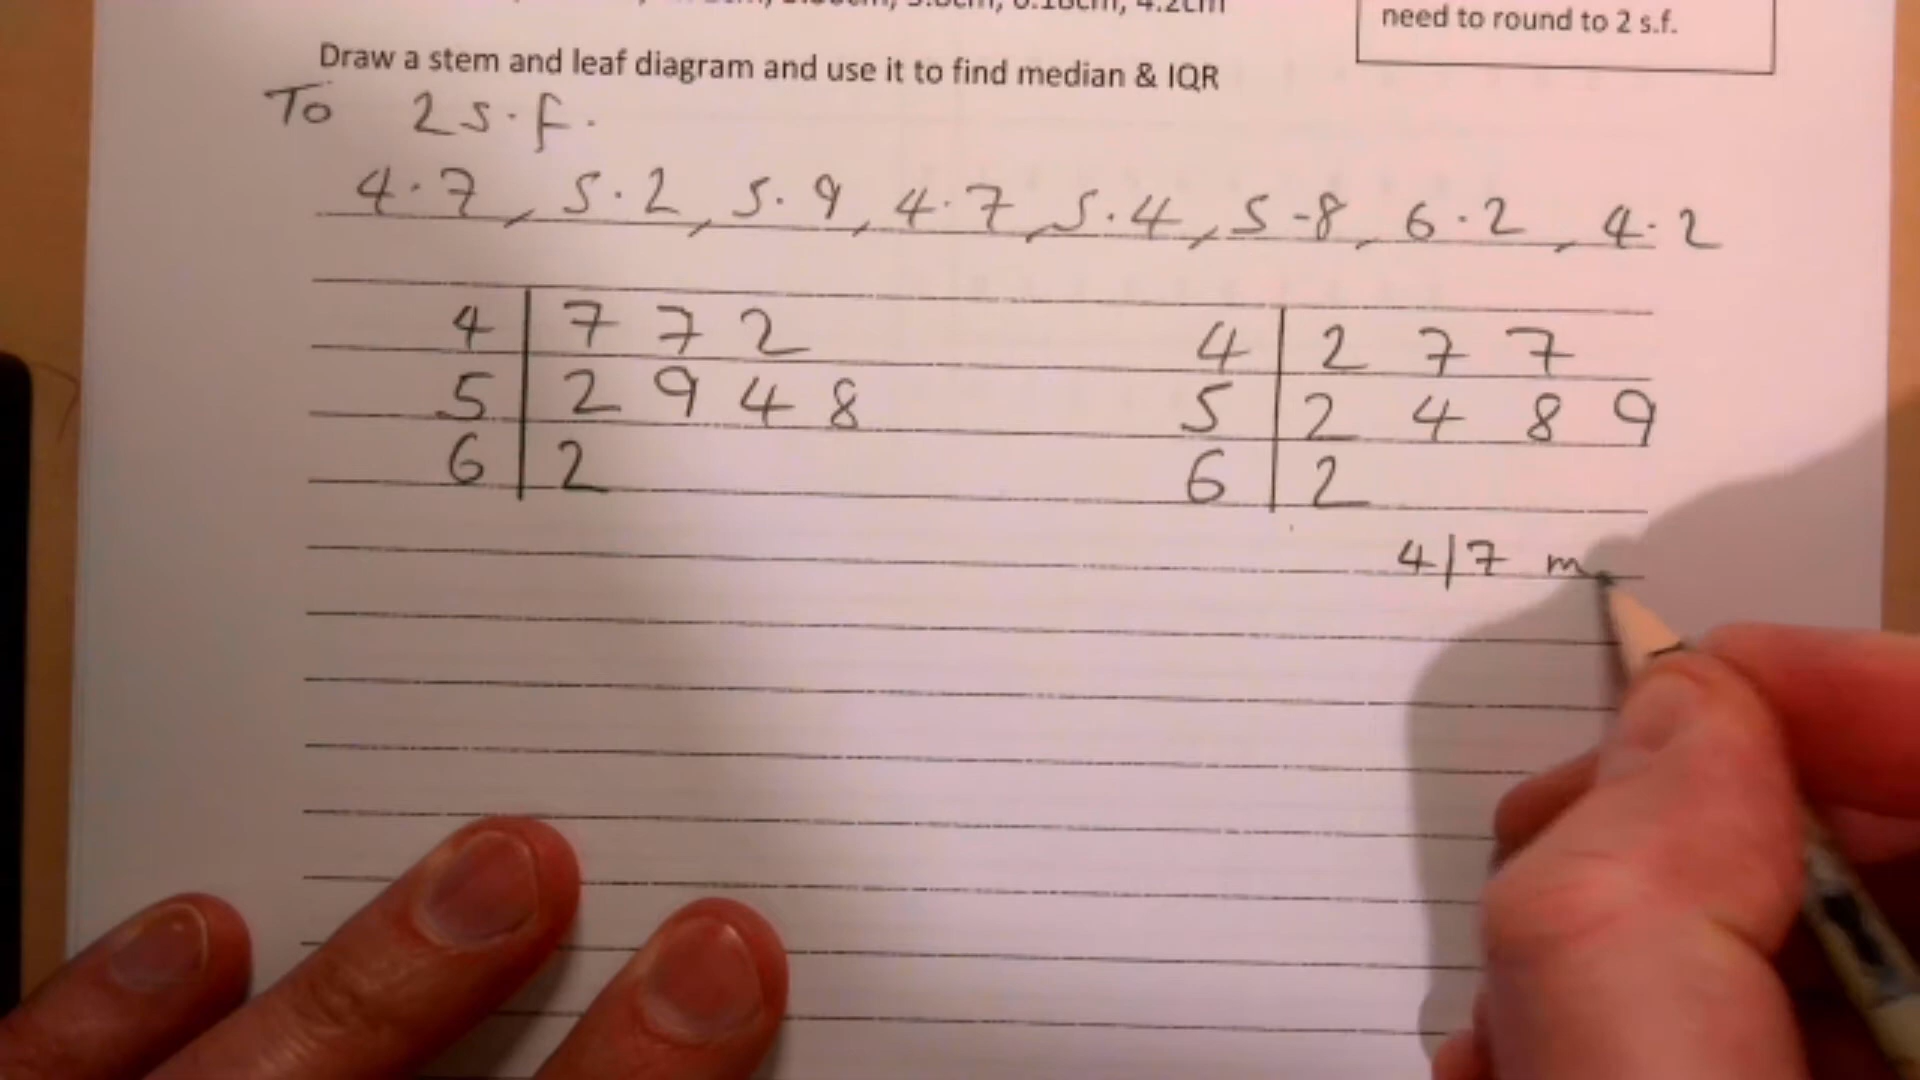 4.2cm
need to round to 2 s.f.
Draw a stem and leaf diagram and use it to find median & IQR
To 2 s.f.
4.7, 5.2, 5.9, 4.7, 5.4, 5.8, 6.2, 4.2
4 | 7 7 2
5 | 2 9 4 8
6 | 2
4 | 2 7 7
5 | 2 4 8 9
6 | 2
4|7 m